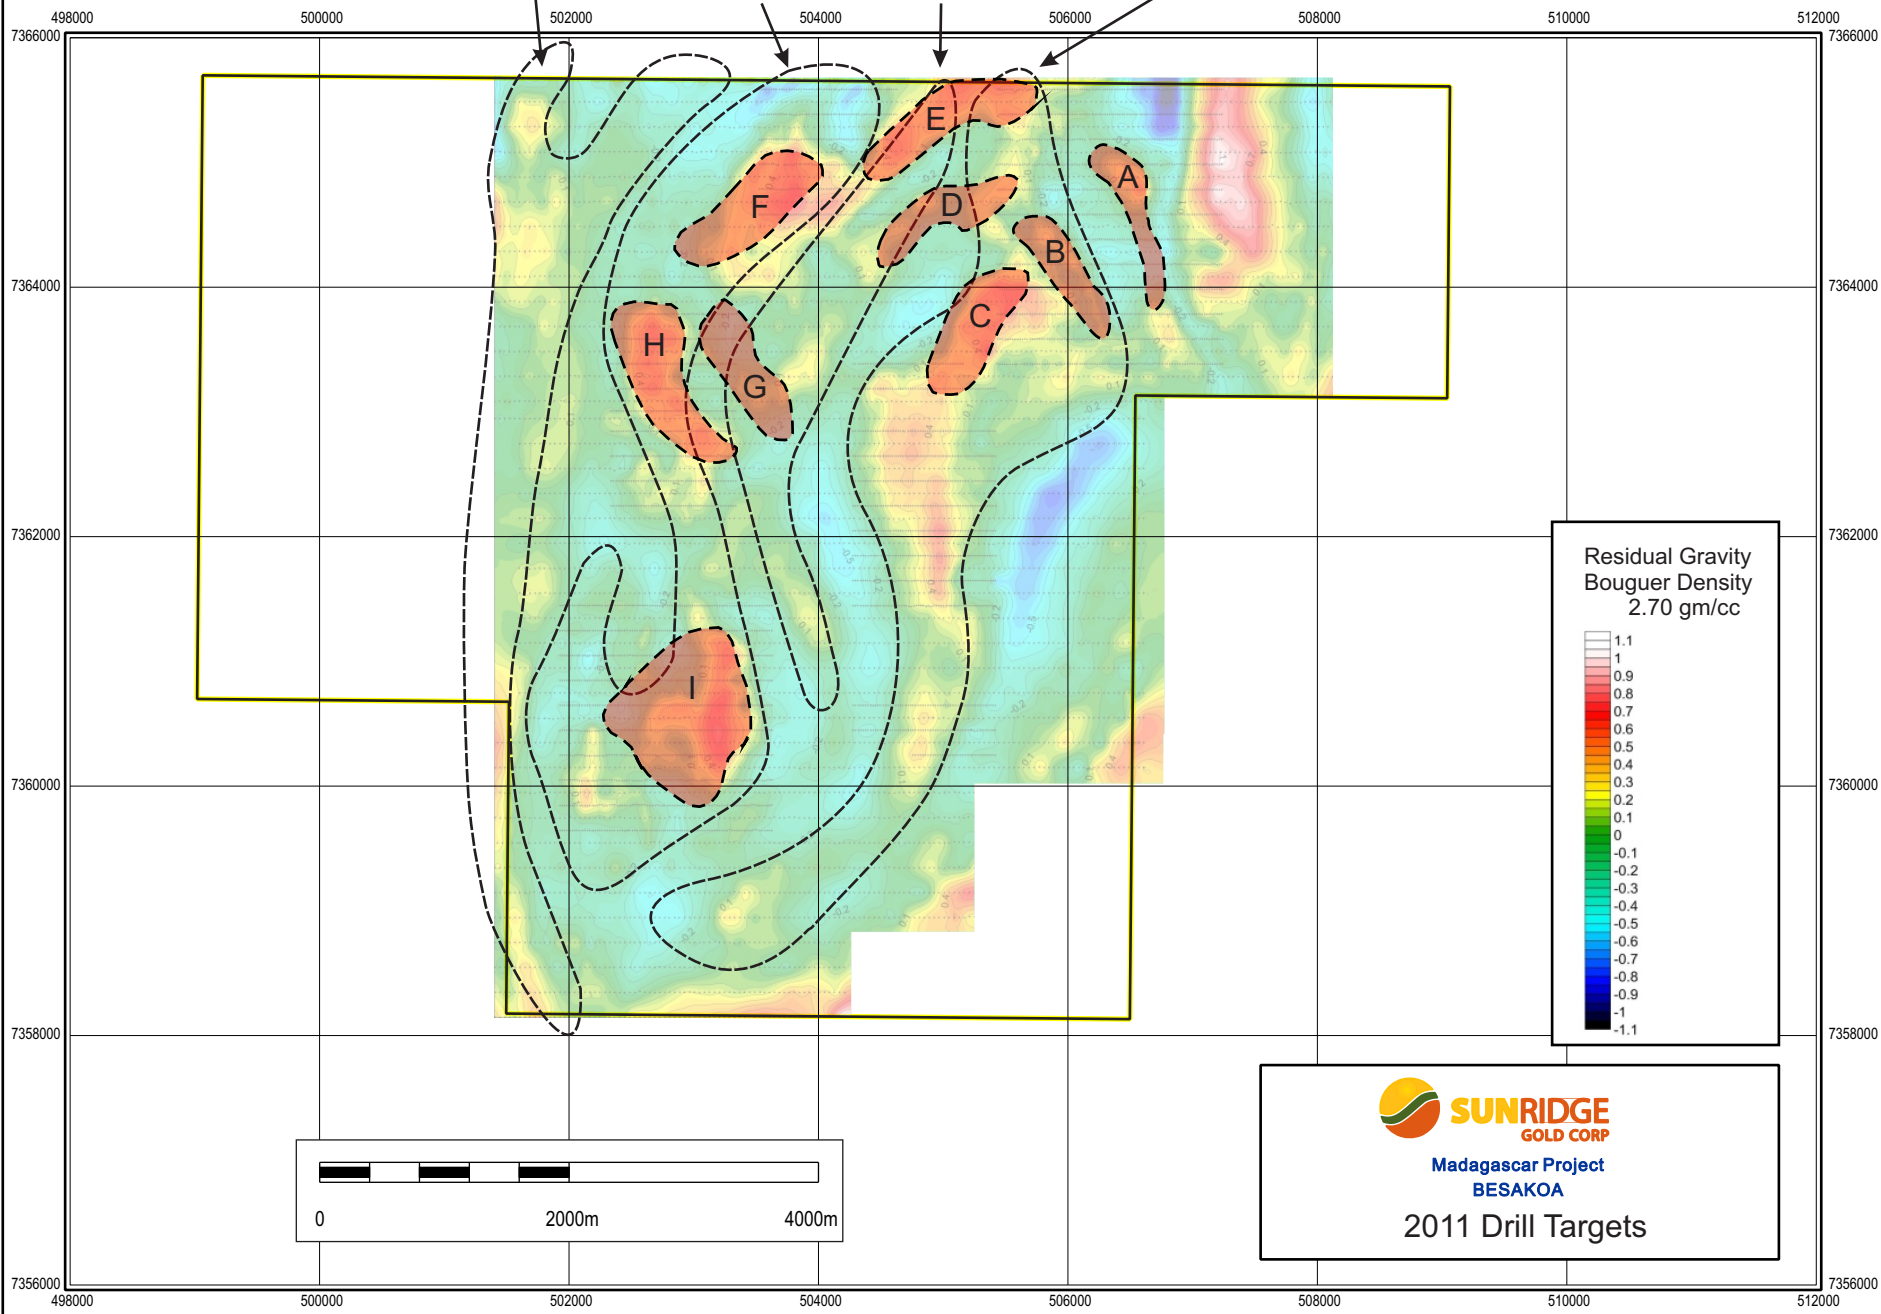 498000 500000 502000 504000 506000 508000 510000 512000
7366000 7366000
E
A
F
D
B
7364000 7364000
C
H
G
7362000 7362000
Residual Gravity
Bouguer Density
2.70 gm/cc
1.1
1
0.9
0.8
0.7
0.6
0.5
0.4
0.3
0.2
0.1
0
-0.1
-0.2
-0.3
-0.4
-0.5
-0.6
-0.7
-0.8
-0.9
-1
-1.1
I
7360000 7360000
7358000 7358000
SUNRIDGE
GOLD CORP
Madagascar Project
BESAKOA
2011 Drill Targets
0 2000m 4000m
7356000 7356000
498000 500000 502000 504000 506000 508000 510000 512000